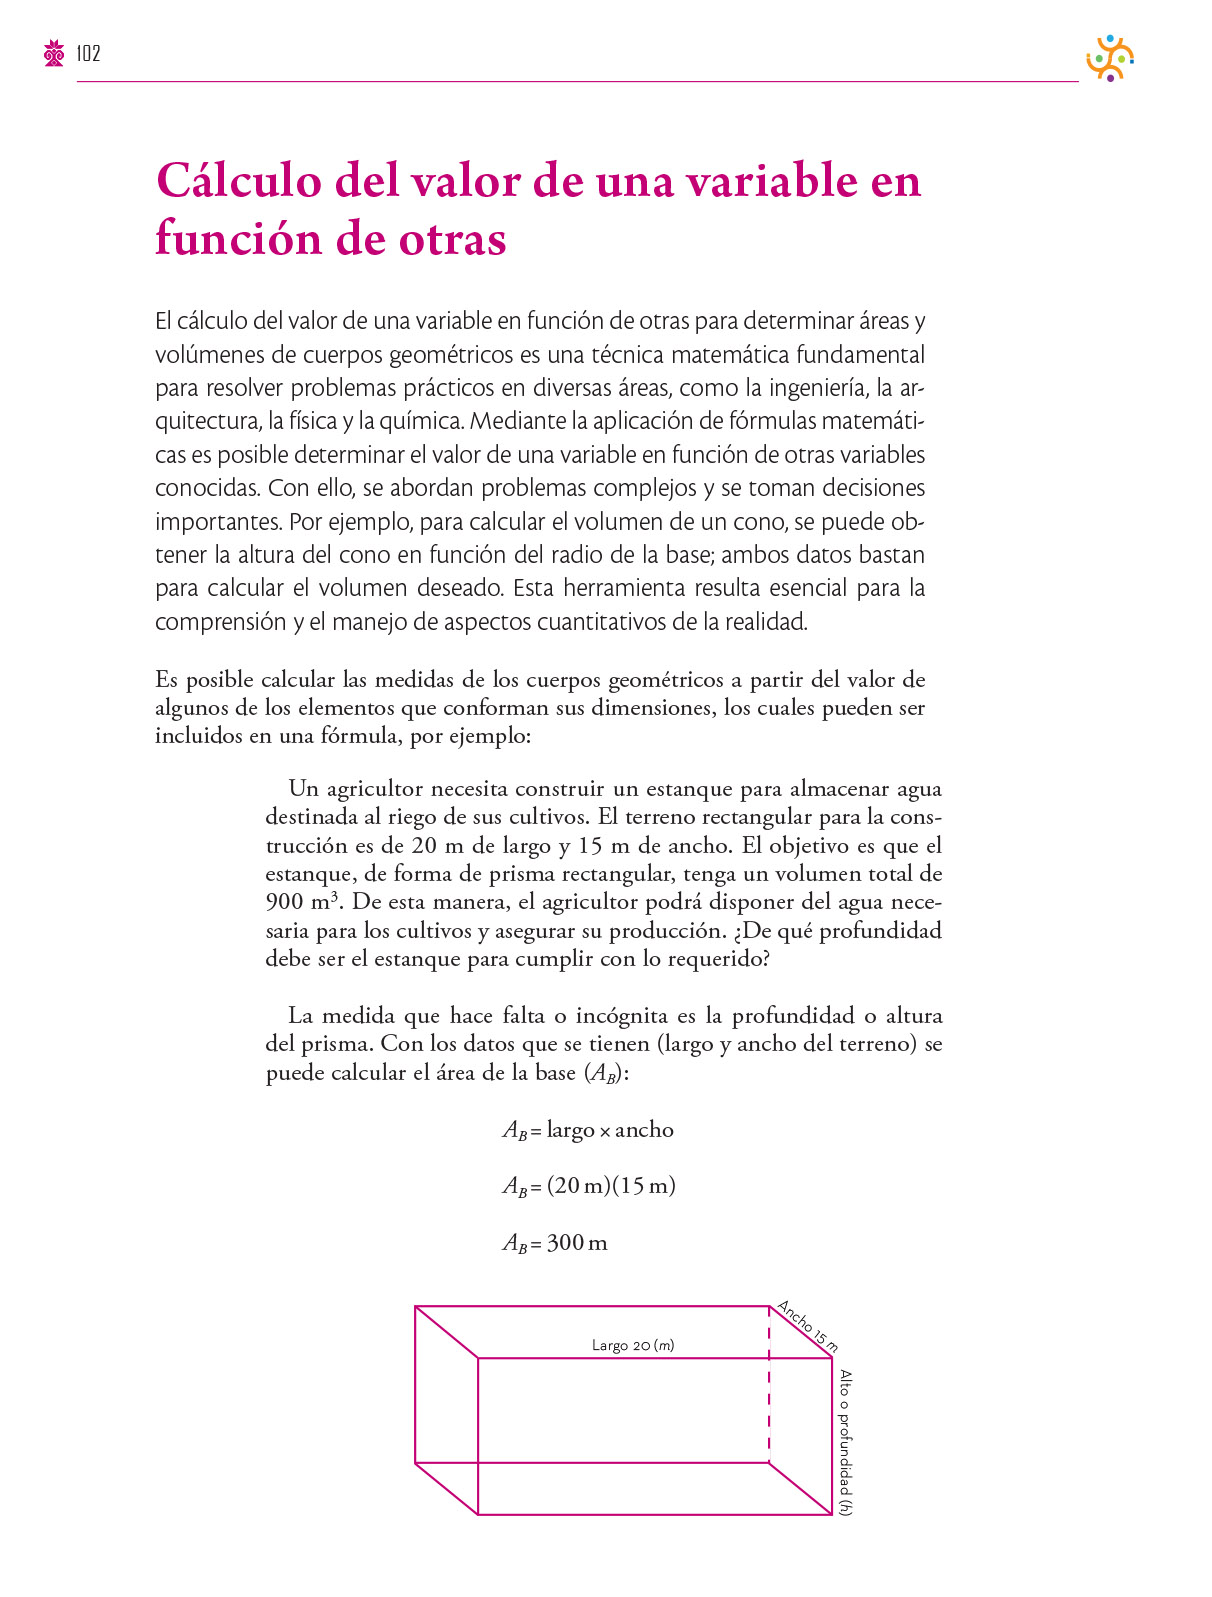 102
Cálculo del valor de una variable en
función de otras
El cálculo del valor de una variable en función de otras para determinar áreas y
volúmenes de cuerpos geométricos es una técnica matemática fundamental
para resolver problemas prácticos en diversas áreas, como la ingeniería, la ar-
quitectura, la física y la química. Mediante la aplicación de fórmulas matemáti-
cas es posible determinar el valor de una variable en función de otras variables
conocidas. Con ello, se abordan problemas complejos y se toman decisiones
importantes. Por ejemplo, para calcular el volumen de un cono, se puede ob-
tener la altura del cono en función del radio de la base; ambos datos bastan
para calcular el volumen deseado. Esta herramienta resulta esencial para la
comprensión y el manejo de aspectos cuantitativos de la realidad.
Es posible calcular las medidas de los cuerpos geométricos a partir del valor de
algunos de los elementos que conforman sus dimensiones, los cuales pueden ser
incluidos en una fórmula, por ejemplo:
Un agricultor necesita construir un estanque para almacenar agua
destinada al riego de sus cultivos. El terreno rectangular para la cons-
trucción es de 20 m de largo y 15 m de ancho. El objetivo es que el
estanque, de forma de prisma rectangular, tenga un volumen total de
900 m³. De esta manera, el agricultor podrá disponer del agua nece-
saria para los cultivos y asegurar su producción. ¿De qué profundidad
debe ser el estanque para cumplir con lo requerido?
La medida que hace falta o incógnita es la profundidad o altura
del prisma. Con los datos que se tienen (largo y ancho del terreno) se
puede calcular el área de la base (A_B):
A_B = largo × ancho
A_B = (20 m)(15 m)
A_B = 300 m
Ancho 15 m
Largo 20 (m)
Alto o profundidad (h)